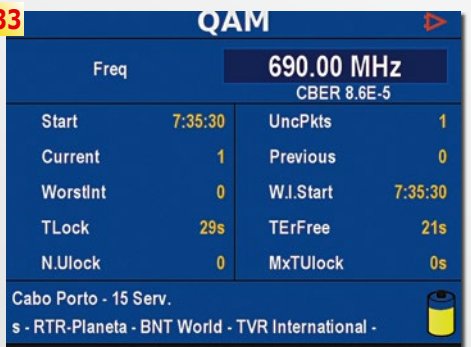 33
QAM
Freq 690.00 MHz
CBER 8.6E-5
Start 7:35:30 UncPkts 1
Current 1 Previous 0
WorstInt 0 W.I.Start 7:35:30
TLock 29s TErFree 21s
N.Ulock 0 MxTUlock 0s
Cabo Porto - 15 Serv.
s - RTR-Planeta - BNT World - TVR International -